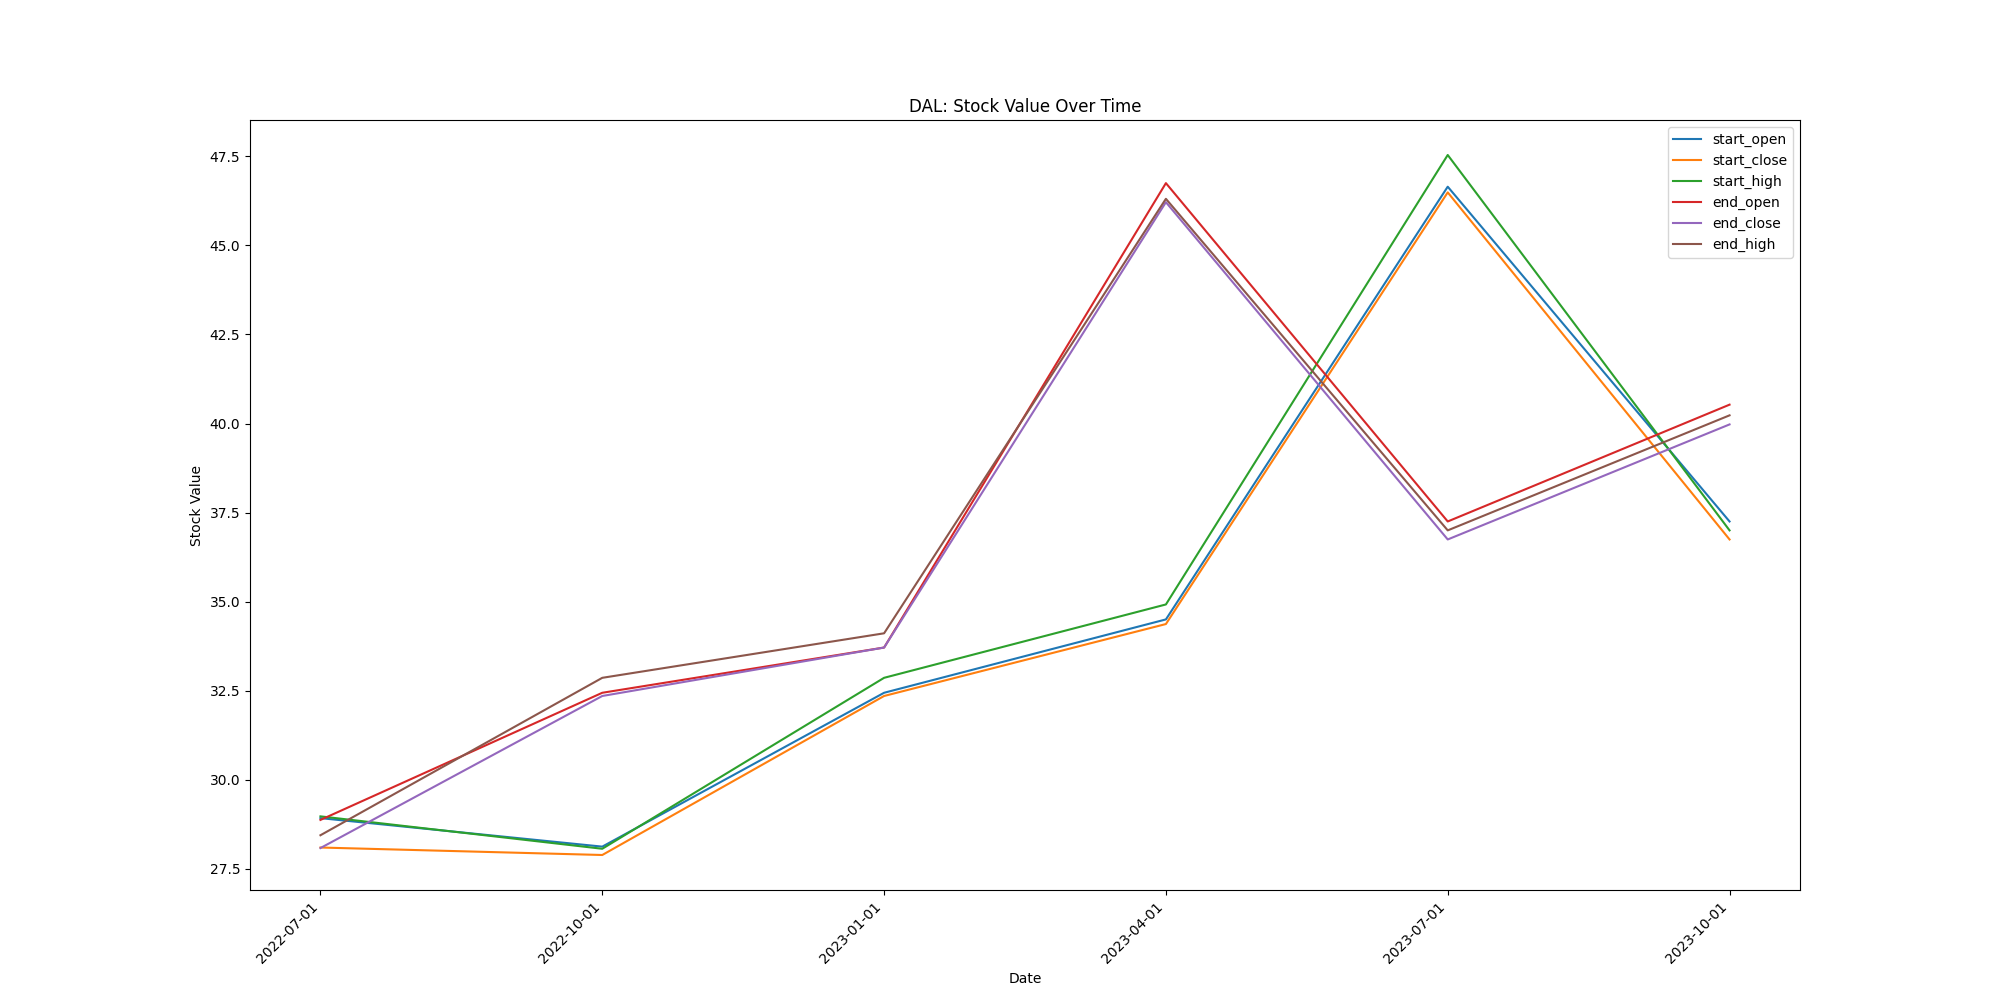 DAL: Stock Value Over Time
start_open
start_close
start_high
end_open
end_close
end_high
Stock Value
47.5
45.0
42.5
40.0
37.5
35.0
32.5
30.0
27.5
2022-07-01
2022-10-01
2023-01-01
2023-04-01
2023-07-01
2023-10-01
Date